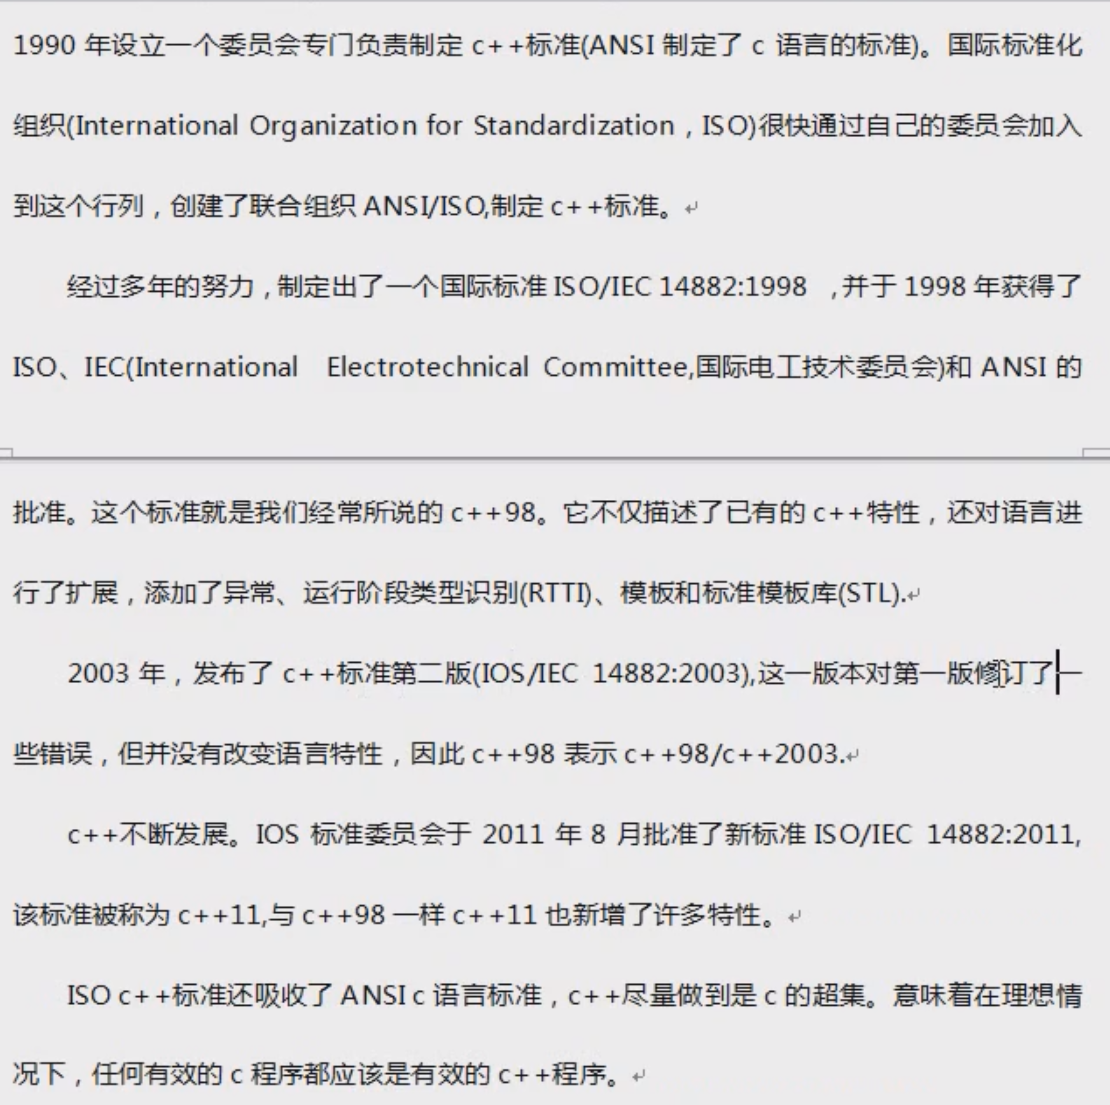 1990 年设立一个委员会专门负责制定 c++标准(ANSI 制定了 c 语言的标准)。国际标准化
组织(International Organization for Standardization，ISO)很快通过自己的委员会加入
到这个行列，创建了联合组织 ANSI/ISO,制定 c++标准。
经过多年的努力，制定出了一个国际标准 ISO/IEC 14882:1998 ,并于 1998 年获得了
ISO、IEC(International Electrotechnical Committee,国际电工技术委员会)和 ANSI 的
批准。这个标准就是我们经常所说的 c++98。它不仅描述了已有的 c++特性，还对语言进
行了扩展，添加了异常、运行阶段类型识别(RTTI)、模板和标准模板库(STL).
2003 年，发布了 c++标准第二版(IOS/IEC 14882:2003),这一版本对第一版修订了一
些错误，但并没有改变语言特性，因此 c++98 表示 c++98/c++2003.
c++不断发展。IOS 标准委员会于 2011 年 8 月批准了新标准 ISO/IEC 14882:2011,
该标准被称为 c++11,与 c++98 一样 c++11 也新增了许多特性。
ISO c++标准还吸收了 ANSI c 语言标准，c++尽量做到是 c 的超集。意味着在理想情
况下，任何有效的 c 程序都应该是有效的 c++程序。